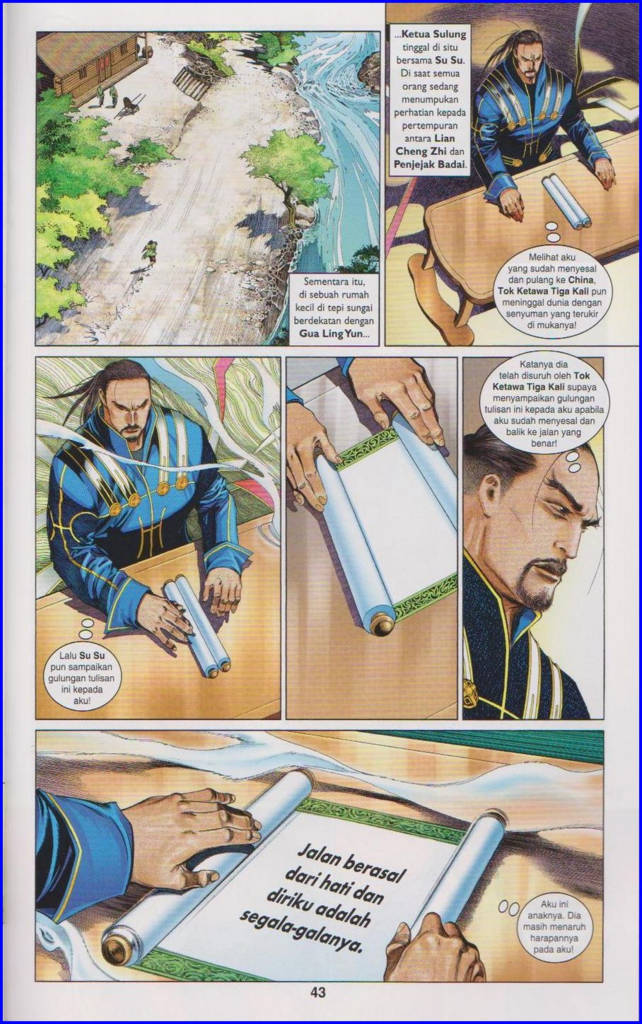 Sementara itu,
di sebuah rumah
kecil di tepi sungai
berdekatan dengan
Gua Ling Yun...
...Ketua Sulung
tinggal di situ
bersama Su Su.
Di saat semua
orang sedang
menumpukan
perhatian kepada
pertempuran
antara Lian
Cheng Zhi dan
Penjejak Badai.
Melihat aku
yang sudah menyesal
dan pulang ke China,
Tok Ketawa Tiga Kali pun
meninggal dunia dengan
senyuman yang terukir
di mukanya!
Lalu Su Su
pun sampaikan
gulungan tulisan
ini kepada
aku!
Katanya dia
telah disuruh oleh Tok
Ketawa Tiga Kali supaya
menyampaikan gulungan
tulisan ini kepada aku apabila
aku sudah menyesal dan
balik ke jalan yang
benar!
Jalan berasal
dari hati dan
diriku adalah
segala-galanya.
Aku ini
anaknya. Dia
masih menaruh
harapannya
pada aku!
43